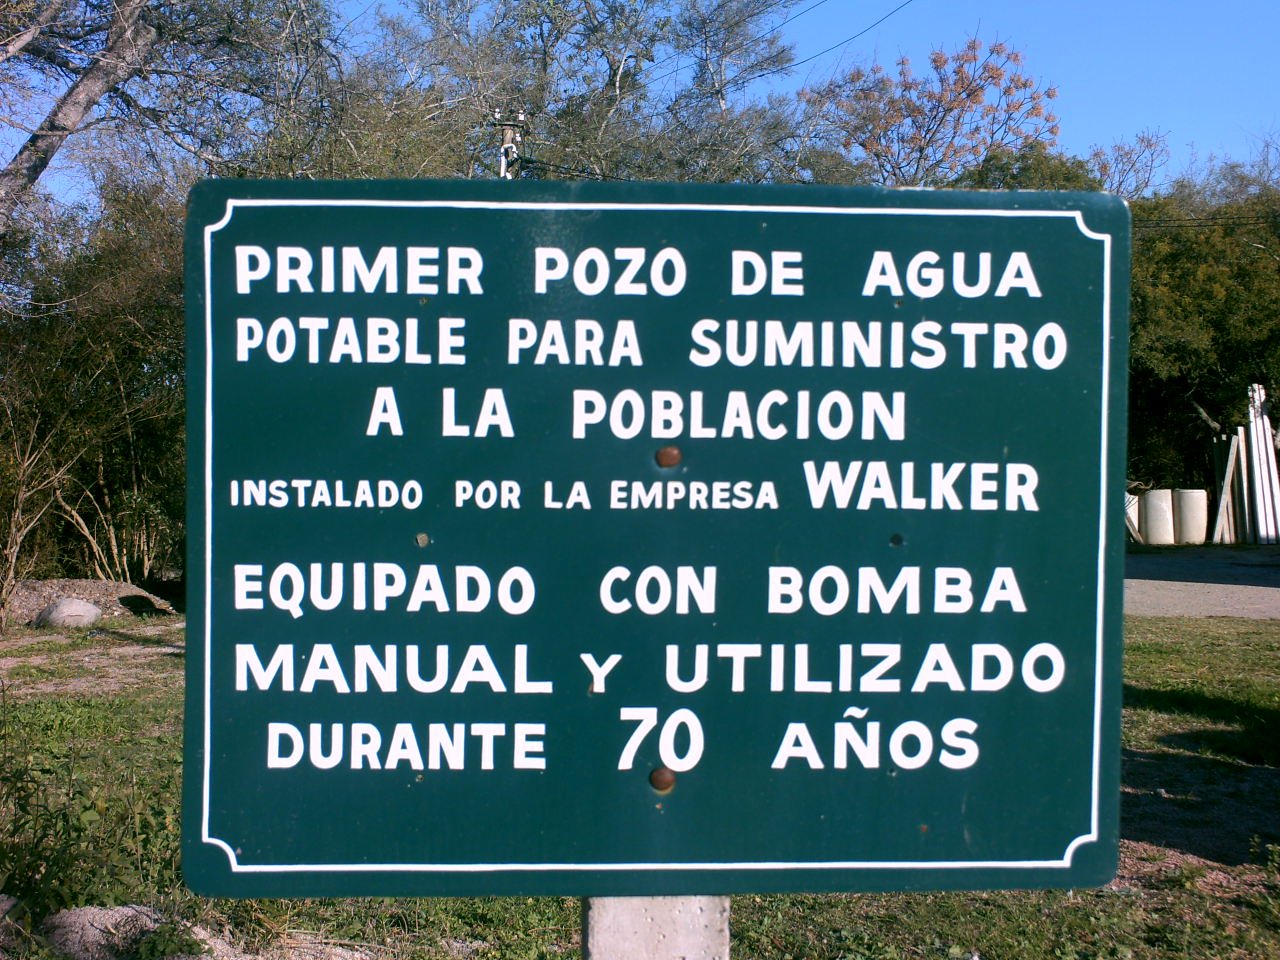 PRIMER POZO DE AGUA
POTABLE PARA SUMINISTRO
A LA POBLACION
INSTALADO POR LA EMPRESA WALKER
EQUIPADO CON BOMBA
MANUAL Y UTILIZADO
DURANTE 70 AÑOS